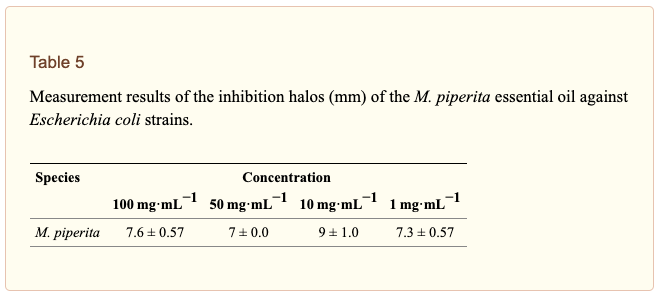 Table 5
Measurement results of the inhibition halos (mm) of the M. piperita essential oil against
Escherichia coli strains.
Species Concentration
100 mg·mL⁻¹ 50 mg·mL⁻¹ 10 mg·mL⁻¹ 1 mg·mL⁻¹
M. piperita 7.6 ± 0.57 7 ± 0.0 9 ± 1.0 7.3 ± 0.57